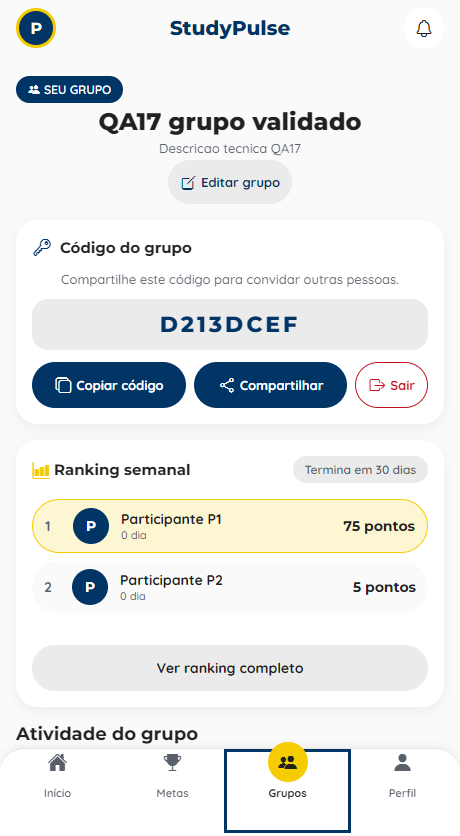 P
StudyPulse
SEU GRUPO
QA17 grupo validado
Descricao tecnica QA17
Editar grupo
Código do grupo
Compartilhe este código para convidar outras pessoas.
D213DCEF
Copiar código
Compartilhar
Sair
Ranking semanal
Termina em 30 dias
1
P
Participante P1
0 dia
75 pontos
2
P
Participante P2
0 dia
5 pontos
Ver ranking completo
Atividade do grupo
Início
Metas
Grupos
Perfil